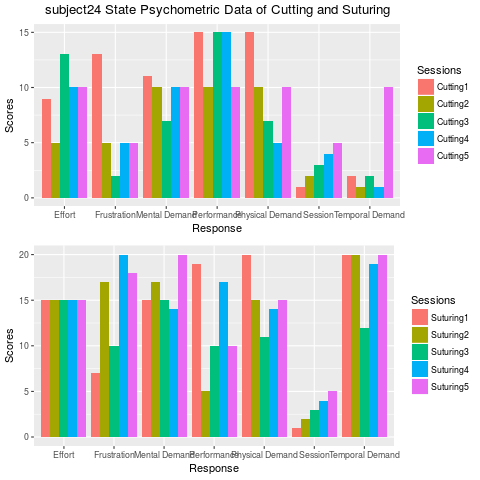 subject24 State Psychometric Data of Cutting and Suturing
15
10
5
0
Scores
Effort Frustration Mental Demand Performance Physical Demand Session Temporal Demand
Response
Sessions
Cutting1
Cutting2
Cutting3
Cutting4
Cutting5
20
15
10
5
0
Scores
Effort Frustration Mental Demand Performance Physical Demand Session Temporal Demand
Response
Sessions
Suturing1
Suturing2
Suturing3
Suturing4
Suturing5